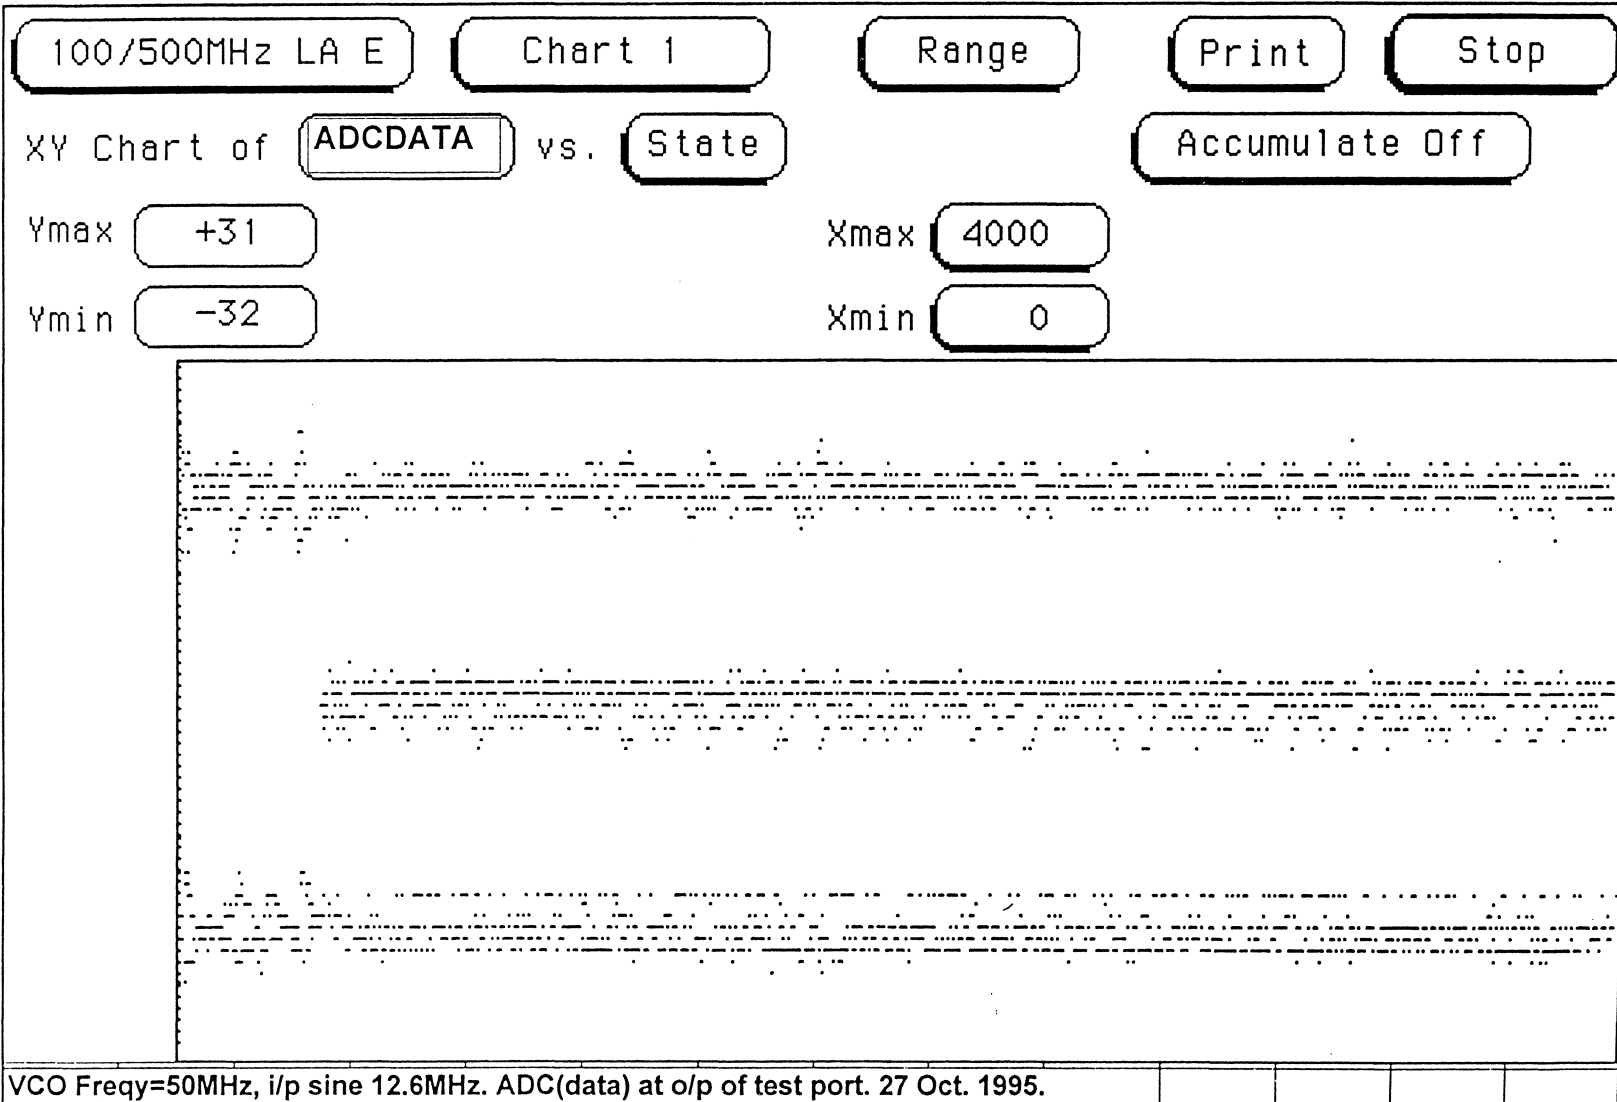 100/500MHz LA E Chart 1 Range Print Stop
XY Chart of ADCDATA vs. State Accumulate Off
Ymax +31 Xmax 4000
Ymin -32 Xmin 0
VCO Freqy=50MHz, i/p sine 12.6MHz. ADC(data) at o/p of test port. 27 Oct. 1995.